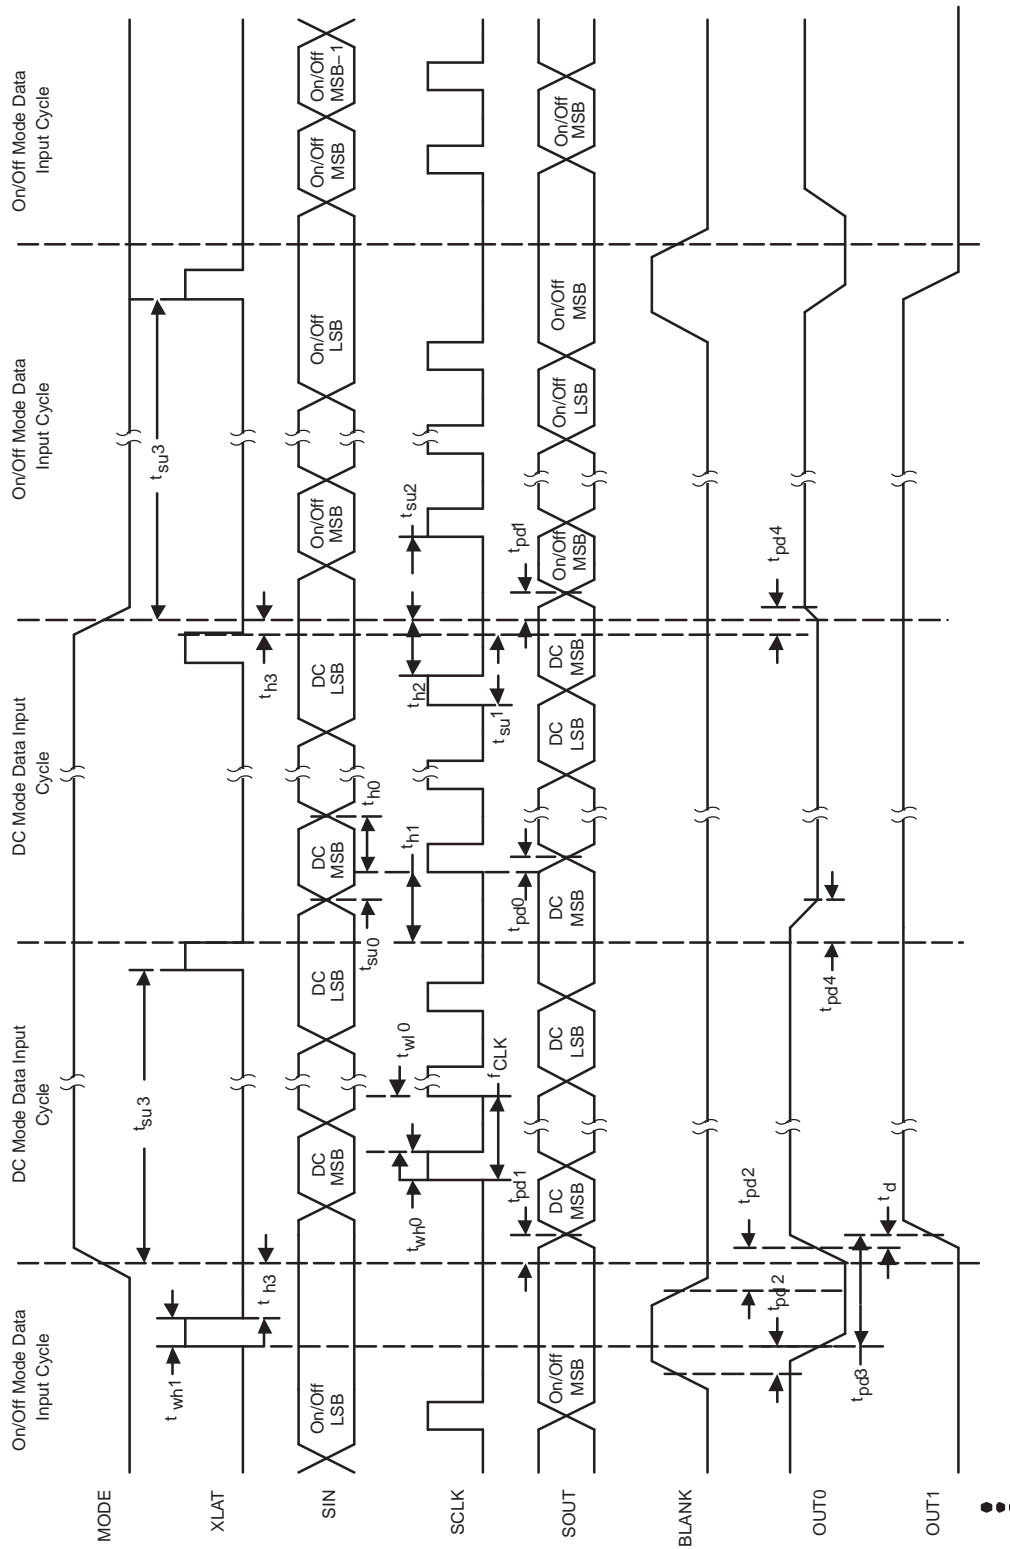 On/Off Mode Data
Input Cycle
DC Mode Data Input
Cycle
DC Mode Data Input
Cycle
On/Off Mode Data
Input Cycle
On/Off Mode Data
Input Cycle
MODE
XLAT
t wh1
t h3
t su3
t h3
t su3
SIN
On/Off
LSB
DC
MSB
DC
LSB
DC
MSB
DC
LSB
On/Off
MSB
On/Off
LSB
On/Off
MSB
On/Off
MSB–1
t su0
t h0
SCLK
t wh0
t wl0
f CLK
t h1
t h2
t su1
t su2
SOUT
On/Off
MSB
DC
MSB
DC
LSB
DC
MSB
DC
LSB
DC
MSB
On/Off
MSB
On/Off
LSB
On/Off
MSB
On/Off
MSB
t pd1
t pd0
t pd1
BLANK
t pd2
t pd2
OUT0
t pd3
t d
t pd4
t pd4
OUT1